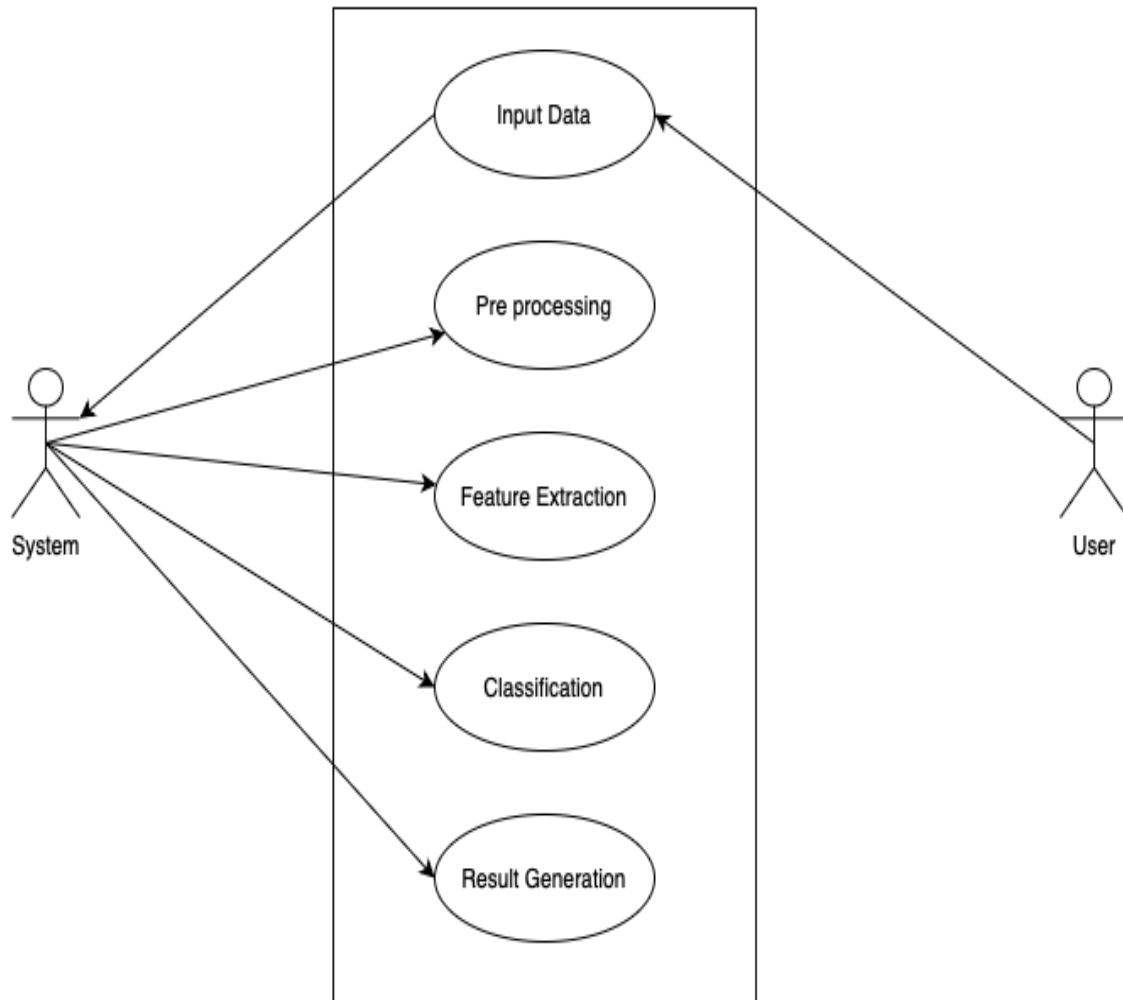 Input Data
Pre processing
Feature Extraction
System
User
Classification
Result Generation